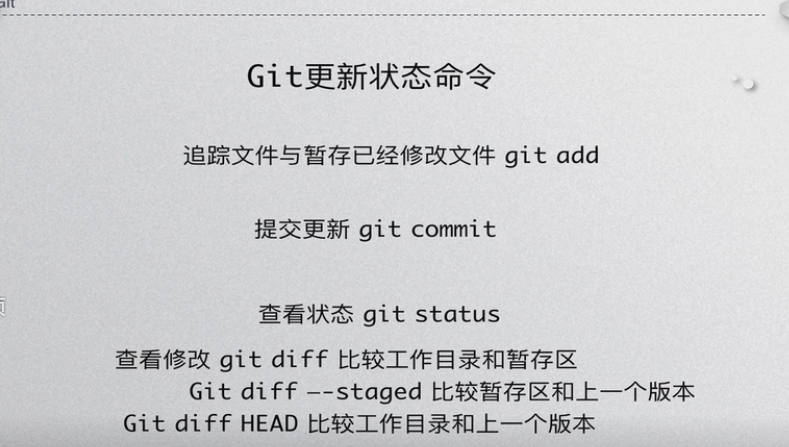 Git
Git更新状态命令
追踪文件与暂存已经修改文件 git add
提交更新 git commit
查看状态 git status
查看修改 git diff 比较工作目录和暂存区
Git diff —-staged 比较暂存区和上一个版本
Git diff HEAD 比较工作目录和上一个版本